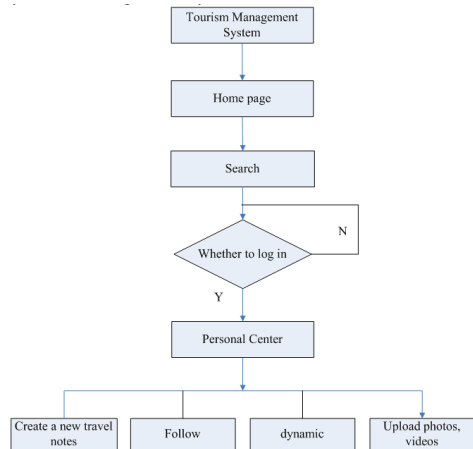 Tourism Management
System
Home page
Search
N
Whether to log in
Y
Personal Center
Create a new travel
notes
Follow
dynamic
Upload photos,
videos